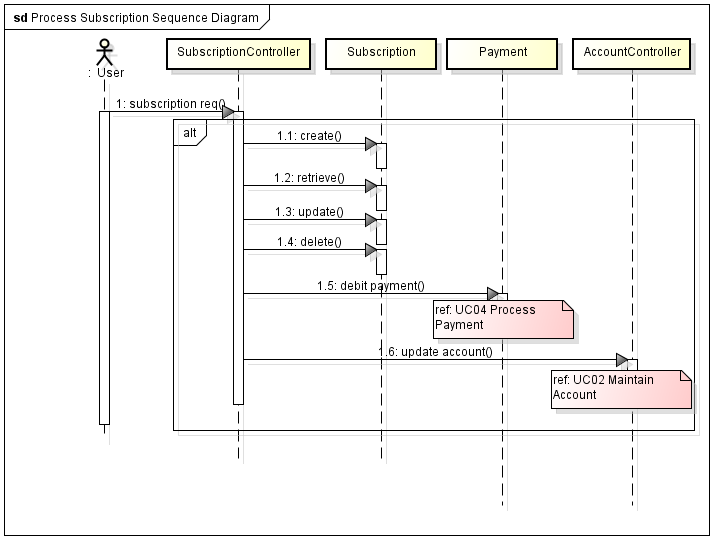 sd Process Subscription Sequence Diagram
: User
SubscriptionController
Subscription
Payment
AccountController
1: subscription req()
alt
1.1: create()
1.2: retrieve()
1.3: update()
1.4: delete()
1.5: debit payment()
ref: UC04 Process
Payment
1.6: update account()
ref: UC02 Maintain
Account